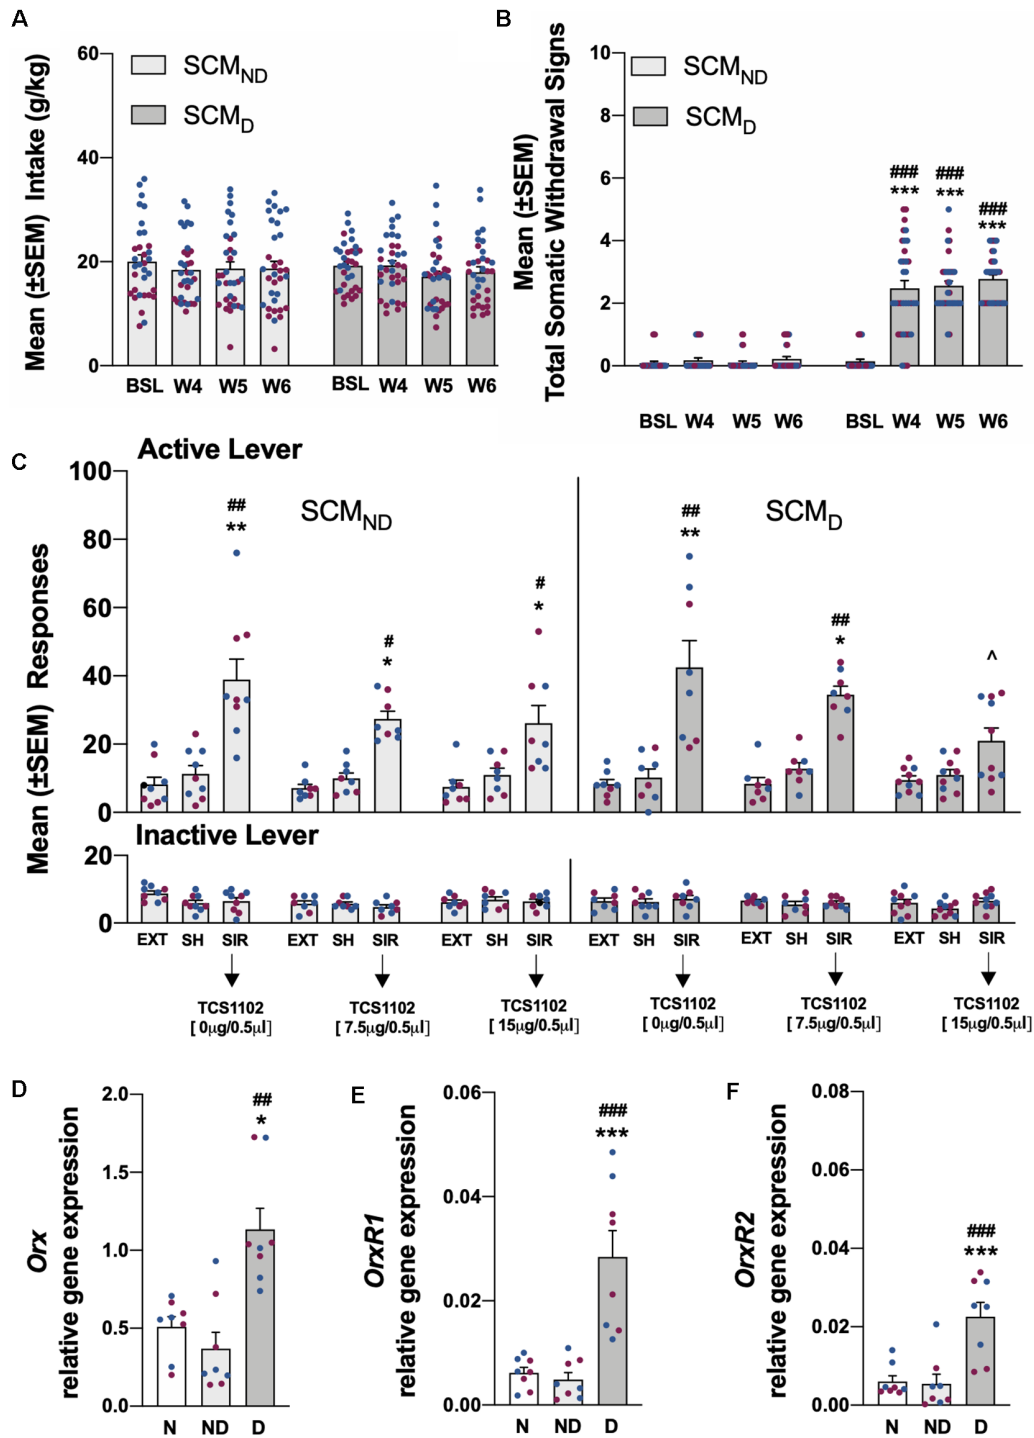 A
Mean (±SEM) Intake (g/kg)
60
40
20
0
SCMND
SCMD
BSL W4 W5 W6 BSL W4 W5 W6
B
Mean (±SEM)
Total Somatic Withdrawal Signs
10
8
6
4
2
0
SCMND
SCMD
### ### ###
*** *** ***
BSL W4 W5 W6 BSL W4 W5 W6
C
Active Lever
Mean (±SEM) Responses
100
80
60
40
20
0
SCMND
SCMD
## # # ## ## ^
** * * ** *
Inactive Lever
20
0
EXT SH SIR EXT SH SIR EXT SH SIR EXT SH SIR EXT SH SIR EXT SH SIR
TCS1102 TCS1102 TCS1102 TCS1102 TCS1102 TCS1102
[ 0µg/0.5µl] [ 7.5µg/0.5µl] [ 15µg/0.5µl] [ 0µg/0.5µl] [ 7.5µg/0.5µl] [ 15µg/0.5µl]
D
Orx
relative gene expression
2.0
1.5
1.0
0.5
0.0
##
*
N ND D
E
OrxR1
relative gene expression
0.06
0.04
0.02
0.00
###
***
N ND D
F
OrxR2
relative gene expression
0.08
0.06
0.04
0.02
0.00
###
***
N ND D